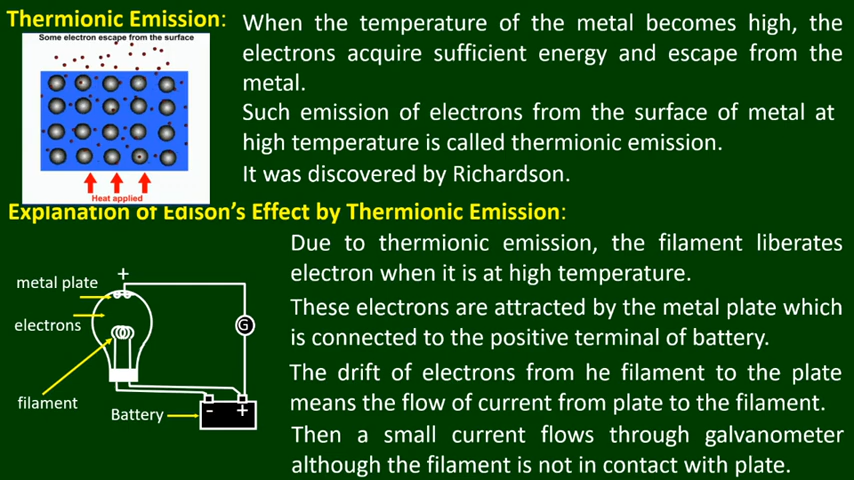 Thermionic Emission:
Some electron escape from the surface
Heat applied
When the temperature of the metal becomes high, the
electrons acquire sufficient energy and escape from the
metal.
Such emission of electrons from the surface of metal at
high temperature is called thermionic emission.
It was discovered by Richardson.
Explanation of Edison's Effect by Thermionic Emission:
+
metal plate
electrons
G
filament
Battery
- +
Due to thermionic emission, the filament liberates
electron when it is at high temperature.
These electrons are attracted by the metal plate which
is connected to the positive terminal of battery.
The drift of electrons from he filament to the plate
means the flow of current from plate to the filament.
Then a small current flows through galvanometer
although the filament is not in contact with plate.